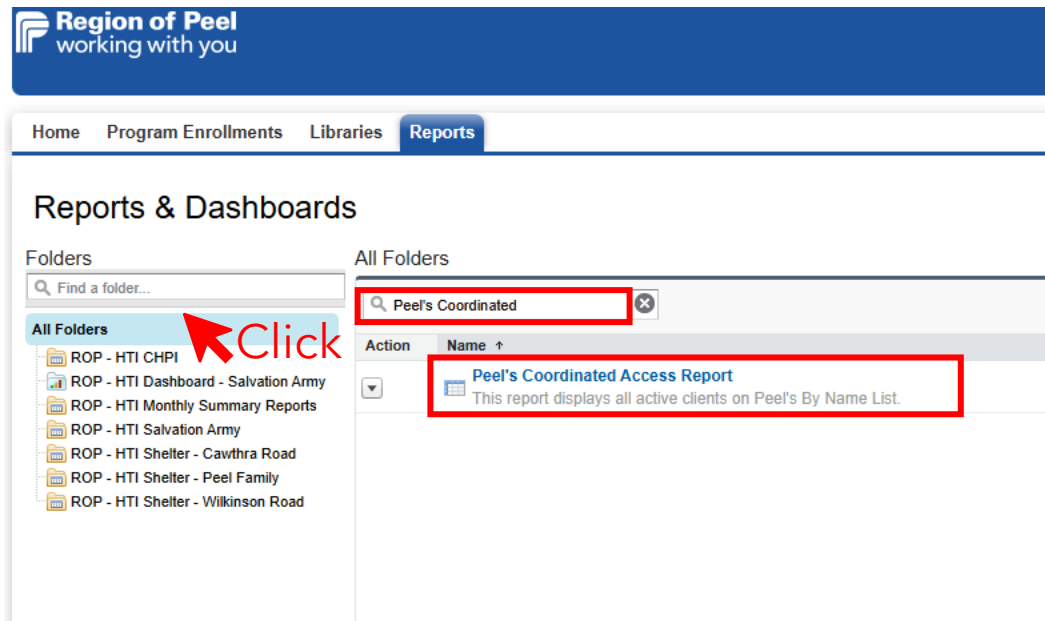 Region of Peel
working with you
Home Program Enrollments Libraries Reports
Reports & Dashboards
Folders
Find a folder...
All Folders
ROP - HTI CHPI
ROP - HTI Dashboard - Salvation Army
ROP - HTI Monthly Summary Reports
ROP - HTI Salvation Army
ROP - HTI Shelter - Cawthra Road
ROP - HTI Shelter - Peel Family
ROP - HTI Shelter - Wilkinson Road
Click
All Folders
Peel's Coordinated
Action Name ↑
Peel's Coordinated Access Report
This report displays all active clients on Peel's By Name List.